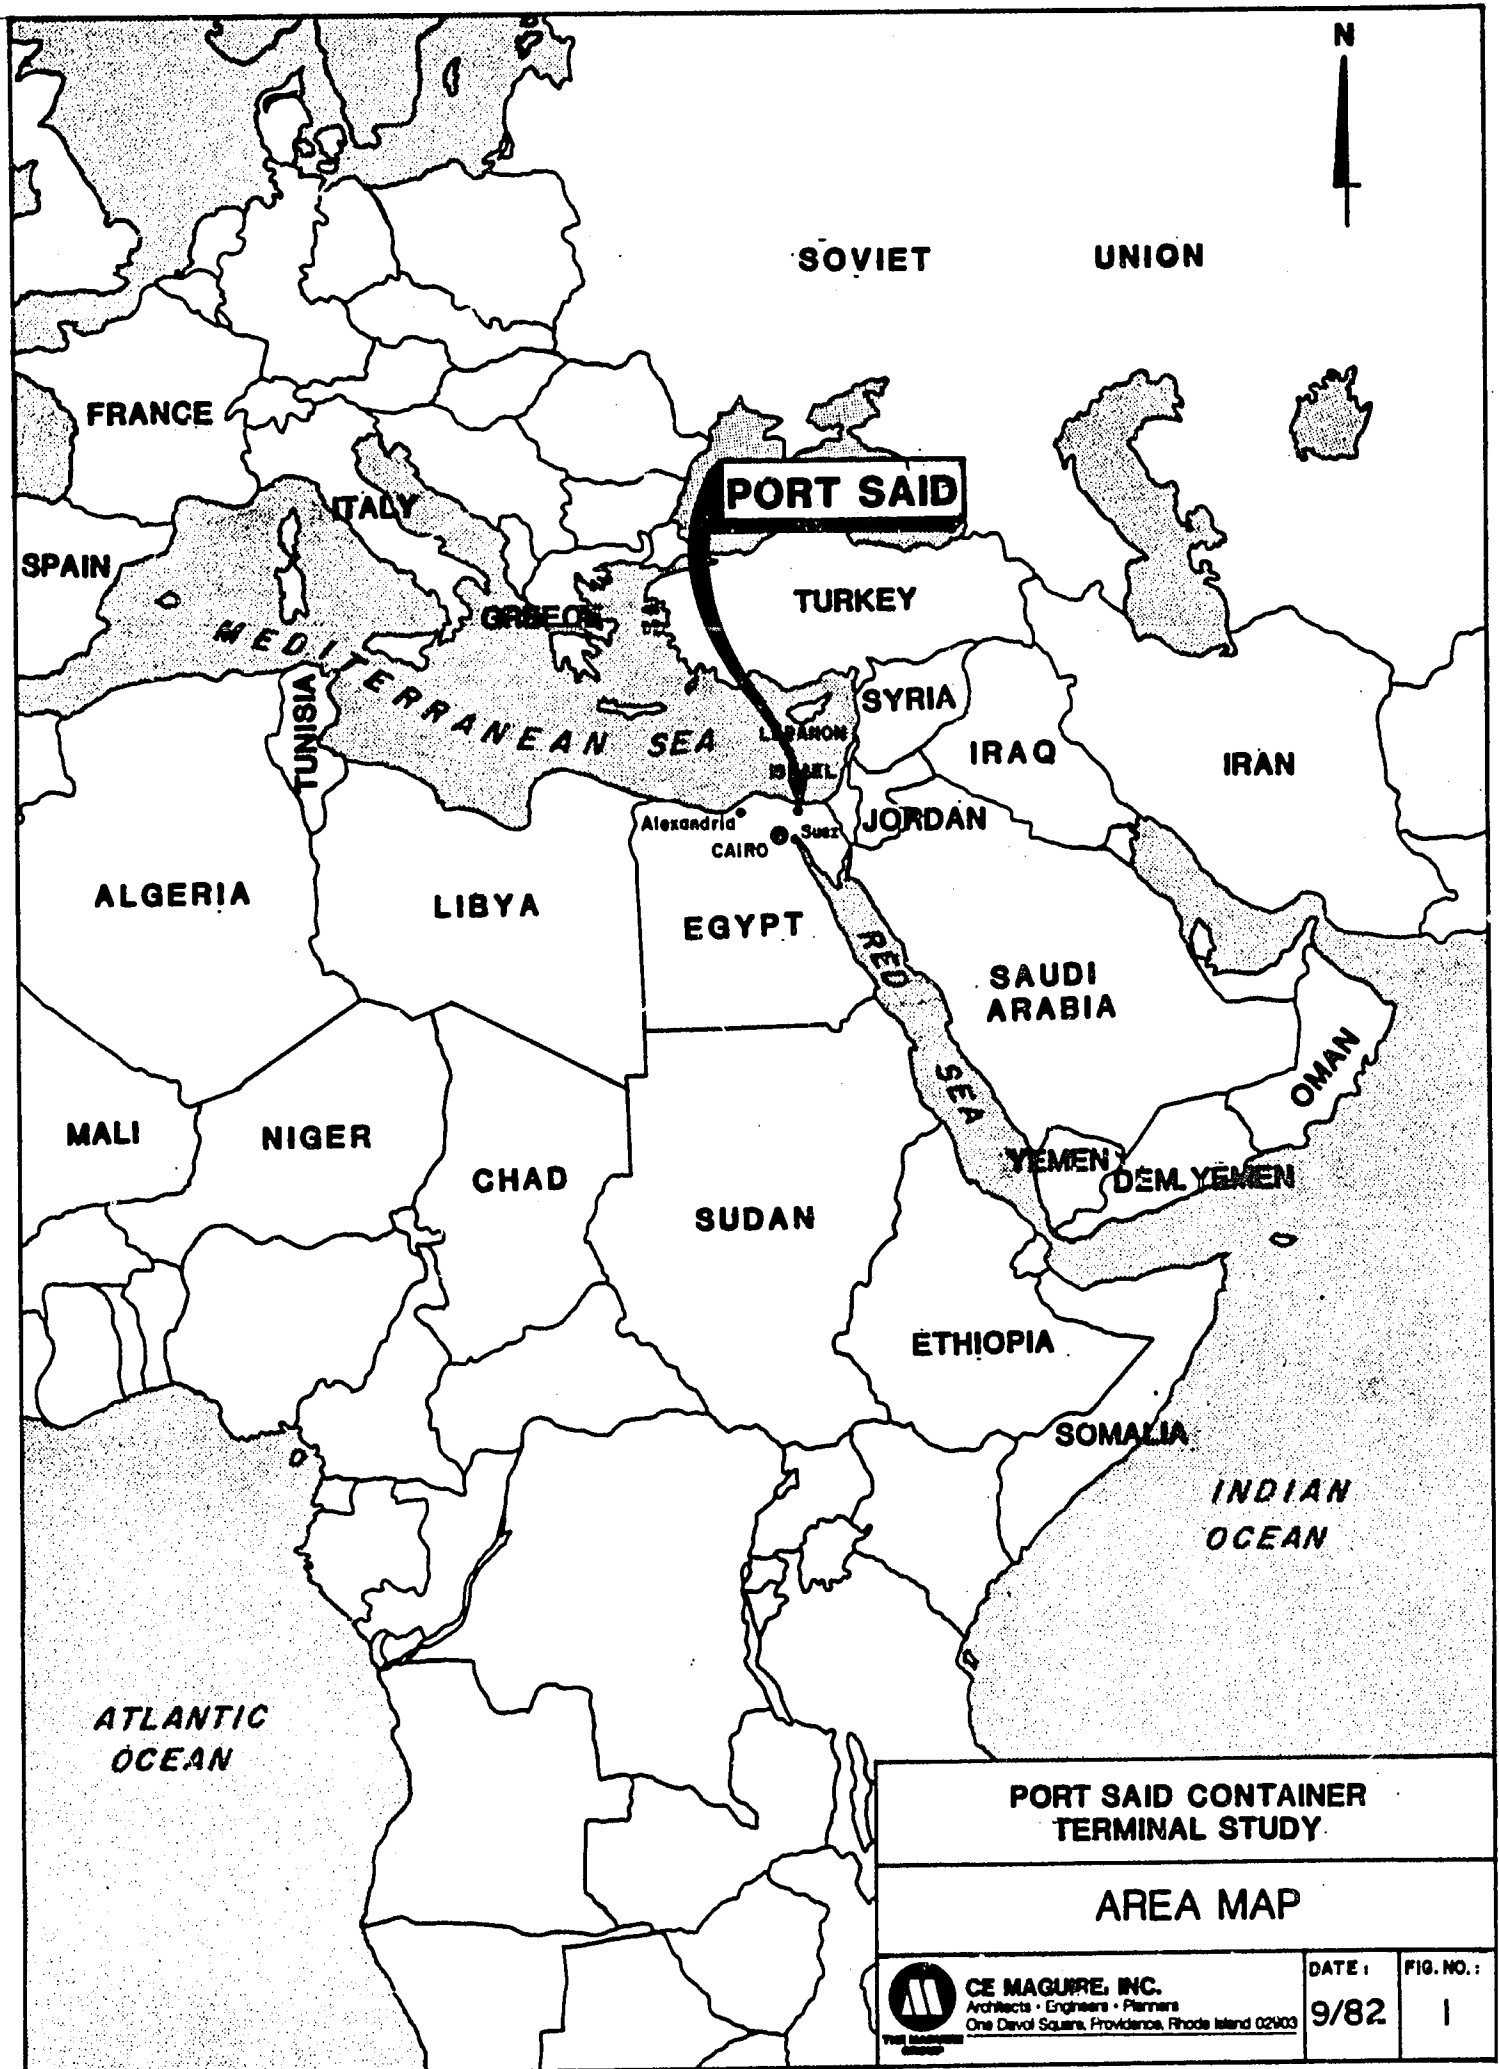 N
SOVIET UNION
FRANCE
PORT SAID
ITALY
SPAIN
TURKEY
GREECE
MEDITERRANEAN SEA
TUNISIA
SYRIA
LEBANON
IRAQ
IRAN
ISRAEL
Alexandria
Suez
JORDAN
CAIRO
ALGERIA
LIBYA
EGYPT
RED SEA
SAUDI
ARABIA
OMAN
MALI
NIGER
YEMEN
DEM. YEMEN
CHAD
SUDAN
ETHIOPIA
SOMALIA
INDIAN
OCEAN
ATLANTIC
OCEAN
PORT SAID CONTAINER
TERMINAL STUDY
AREA MAP
CE MAGUIRE, INC.
Architects · Engineers · Planners
One Davol Square, Providence, Rhode Island 02903
THE MAGUIRE
GROUP
DATE:
9/82
FIG. NO.:
1